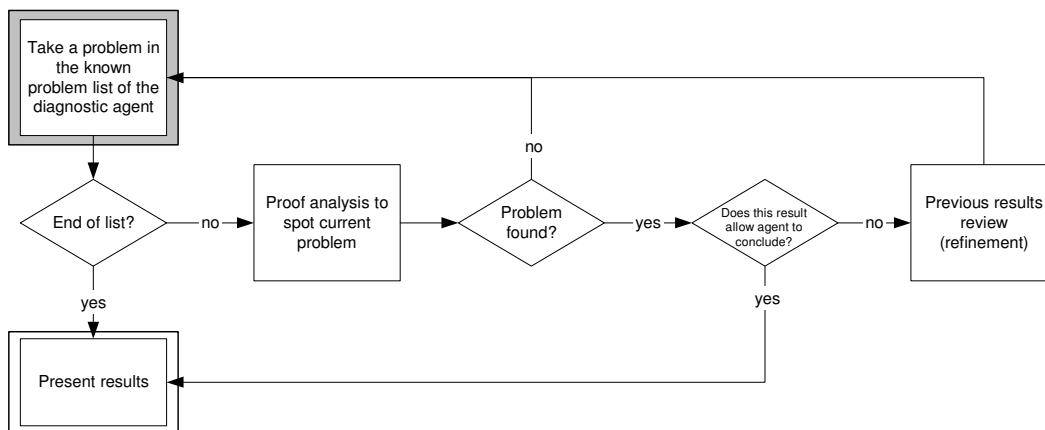 Take a problem in
the known
problem list of the
diagnostic agent
no
End of list?
no
Proof analysis to
spot current
problem
Problem
found?
yes
Does this result
allow agent to
conclude?
no
Previous results
review
(refinement)
yes
yes
Present results